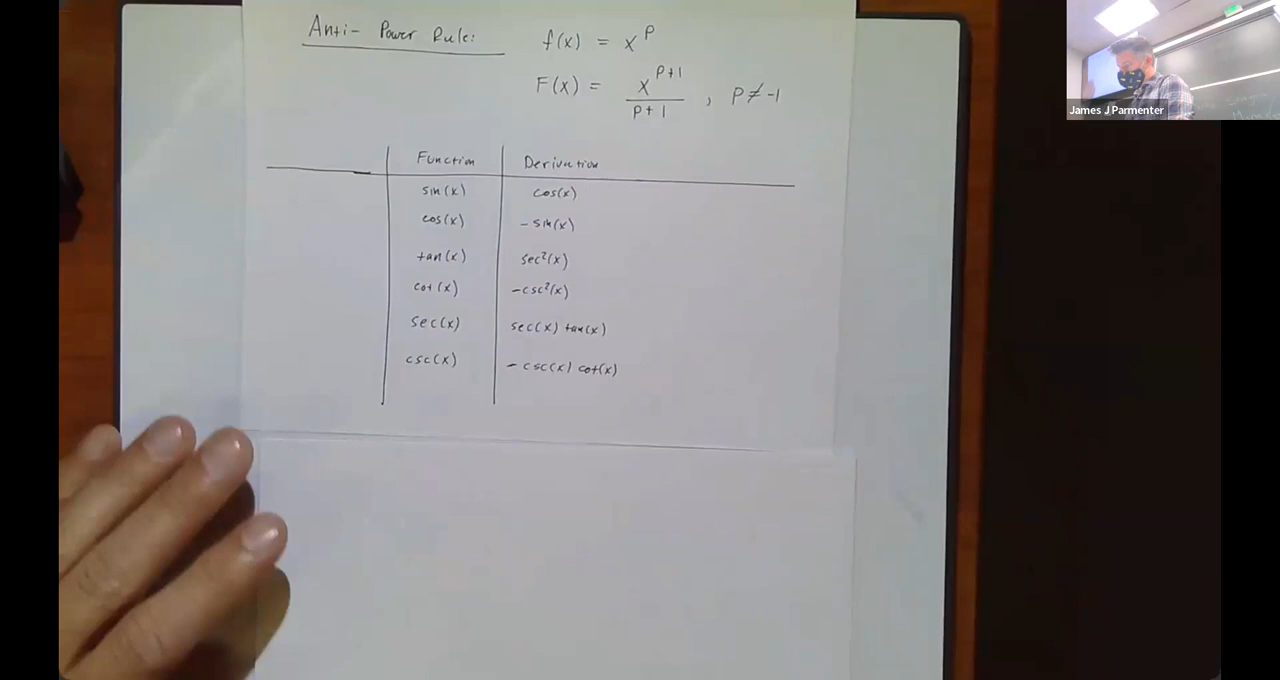 Anti- Power Rule:
f(x) = x^P
F(x) = x^(P+1) / (P+1) , P ≠ -1
Function Derivation
sin(x) cos(x)
cos(x) -sin(x)
tan(x) sec²(x)
cot(x) -csc²(x)
sec(x) sec(x) tan(x)
csc(x) -csc(x) cot(x)
James J Parmenter